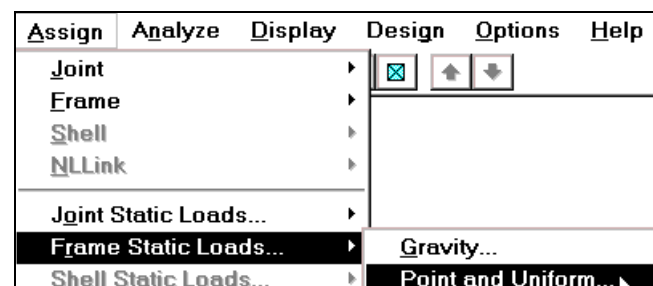 Assign Analyze Display Design Options Help
Joint
Frame
Shell
NLLink
Joint Static Loads...
Frame Static Loads...
Gravity...
Shell Static Loads...
Point and Uniform...